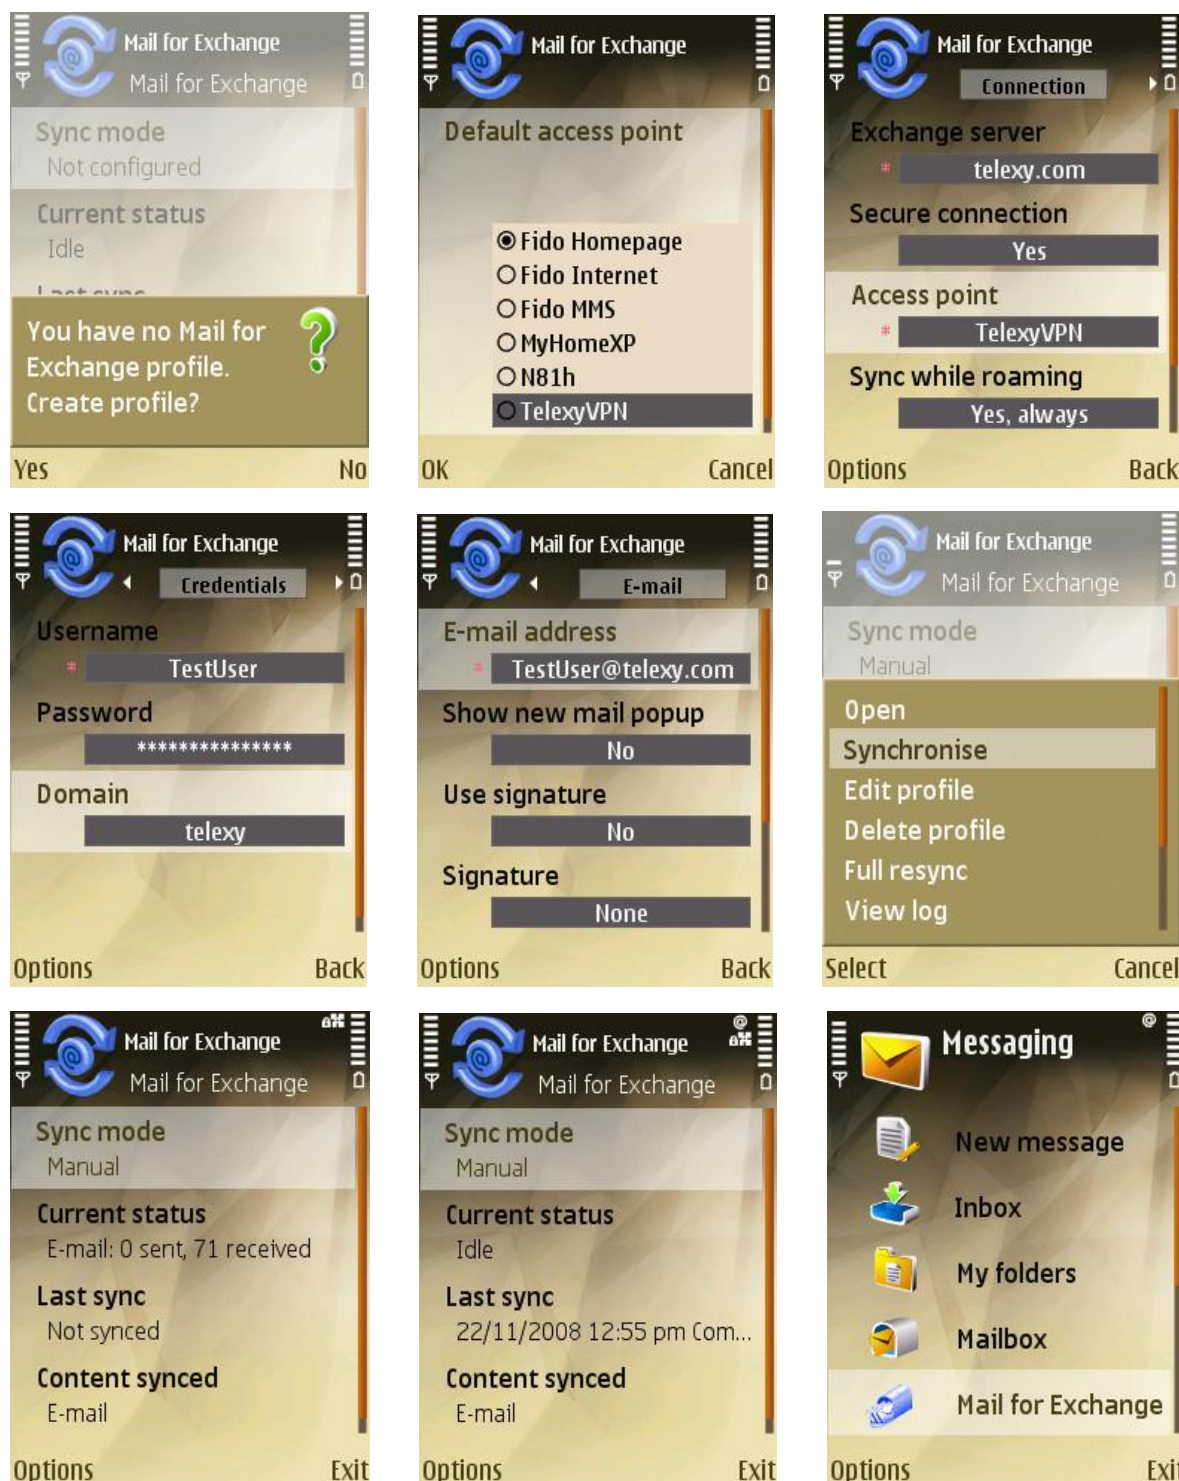 Mail for Exchange
Mail for Exchange
Sync mode
Not configured
Current status
Idle
Last sync
You have no Mail for
Exchange profile.
Create profile?
Yes
No
Mail for Exchange
Default access point
Fido Homepage
Fido Internet
Fido MMS
MyHomeXP
N81h
TelexyVPN
OK
Cancel
Mail for Exchange
Connection
Exchange server
* telexy.com
Secure connection
Yes
Access point
* TelexyVPN
Sync while roaming
Yes, always
Options
Back
Mail for Exchange
Credentials
Username
* TestUser
Password
***************
Domain
telexy
Options
Back
Mail for Exchange
E-mail
E-mail address
* TestUser@telexy.com
Show new mail popup
No
Use signature
No
Signature
None
Options
Back
Mail for Exchange
Mail for Exchange
Sync mode
Manual
Open
Synchronise
Edit profile
Delete profile
Full resync
View log
Select
Cancel
Mail for Exchange
Mail for Exchange
Sync mode
Manual
Current status
E-mail: 0 sent, 71 received
Last sync
Not synced
Content synced
E-mail
Options
Exit
Mail for Exchange
Mail for Exchange
Sync mode
Manual
Current status
Idle
Last sync
22/11/2008 12:55 pm Com...
Content synced
E-mail
Options
Exit
Messaging
New message
Inbox
My folders
Mailbox
Mail for Exchange
Options
Exit